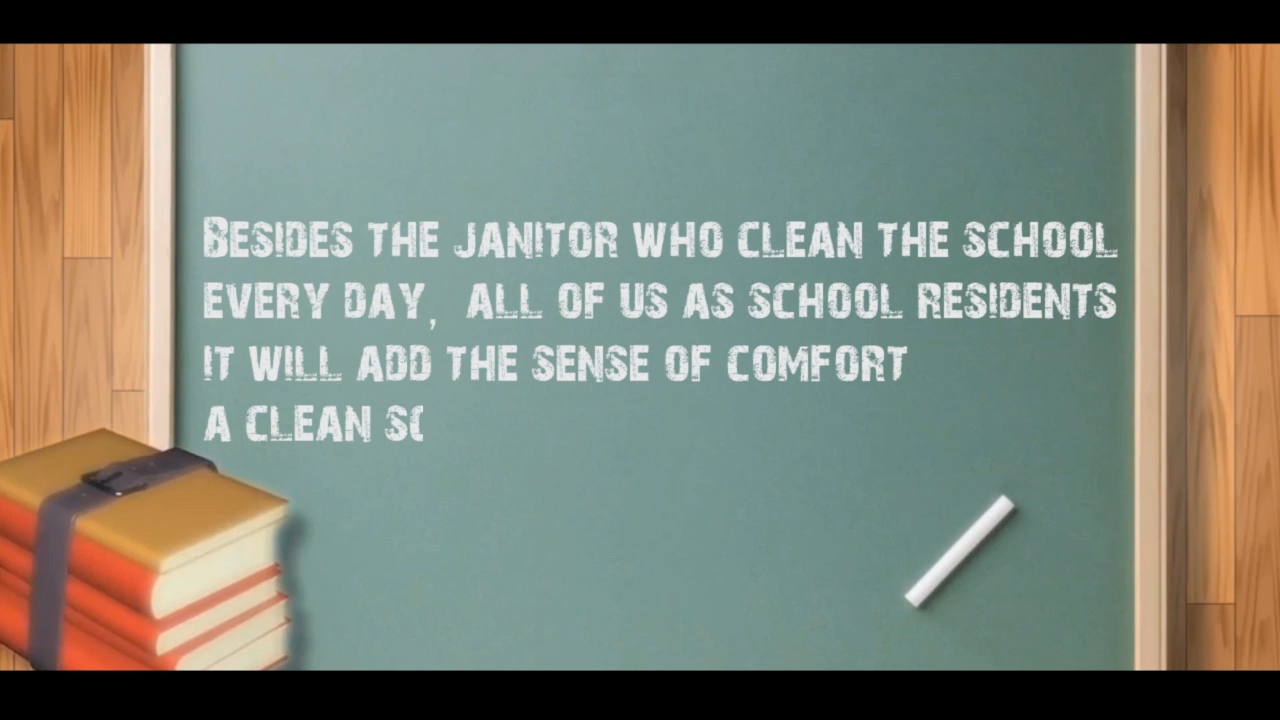 Besides the janitor who clean the school
every day, all of us as school residents
it will add the sense of comfort
a clean